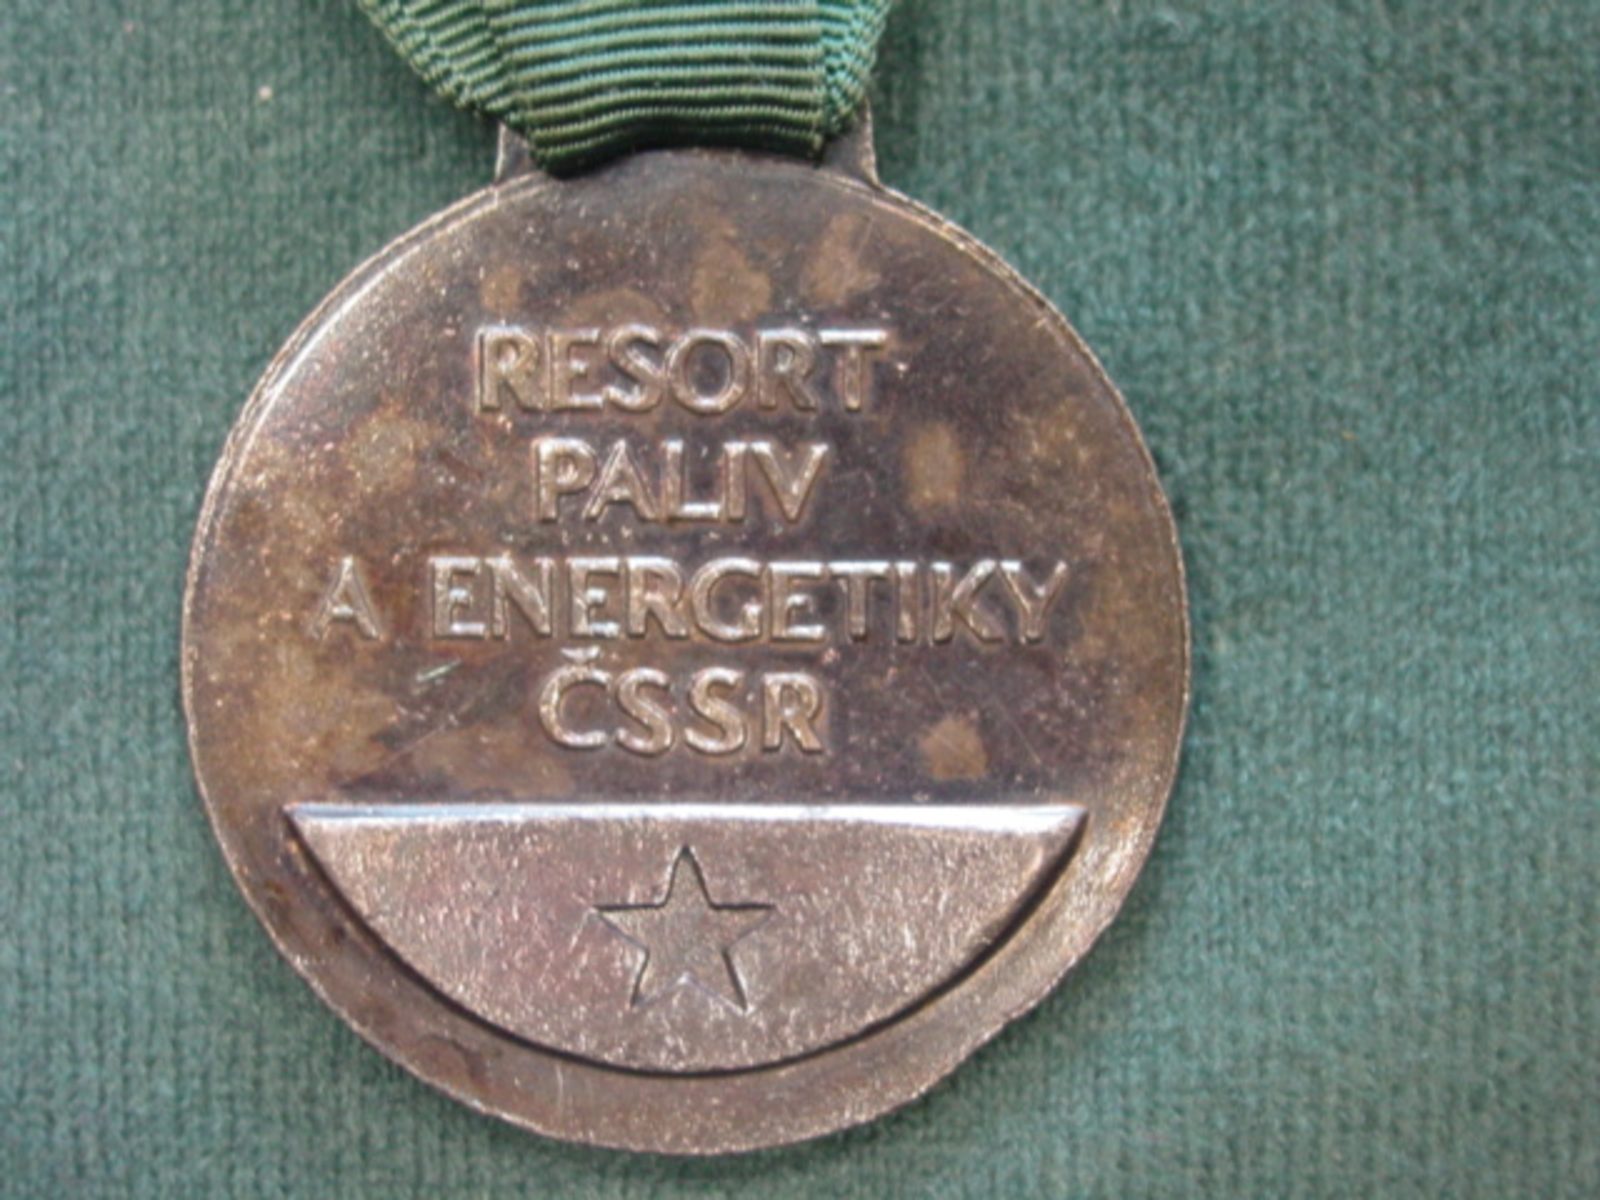 RESORT
PALIV
A ENERGETIKY
ČSSR